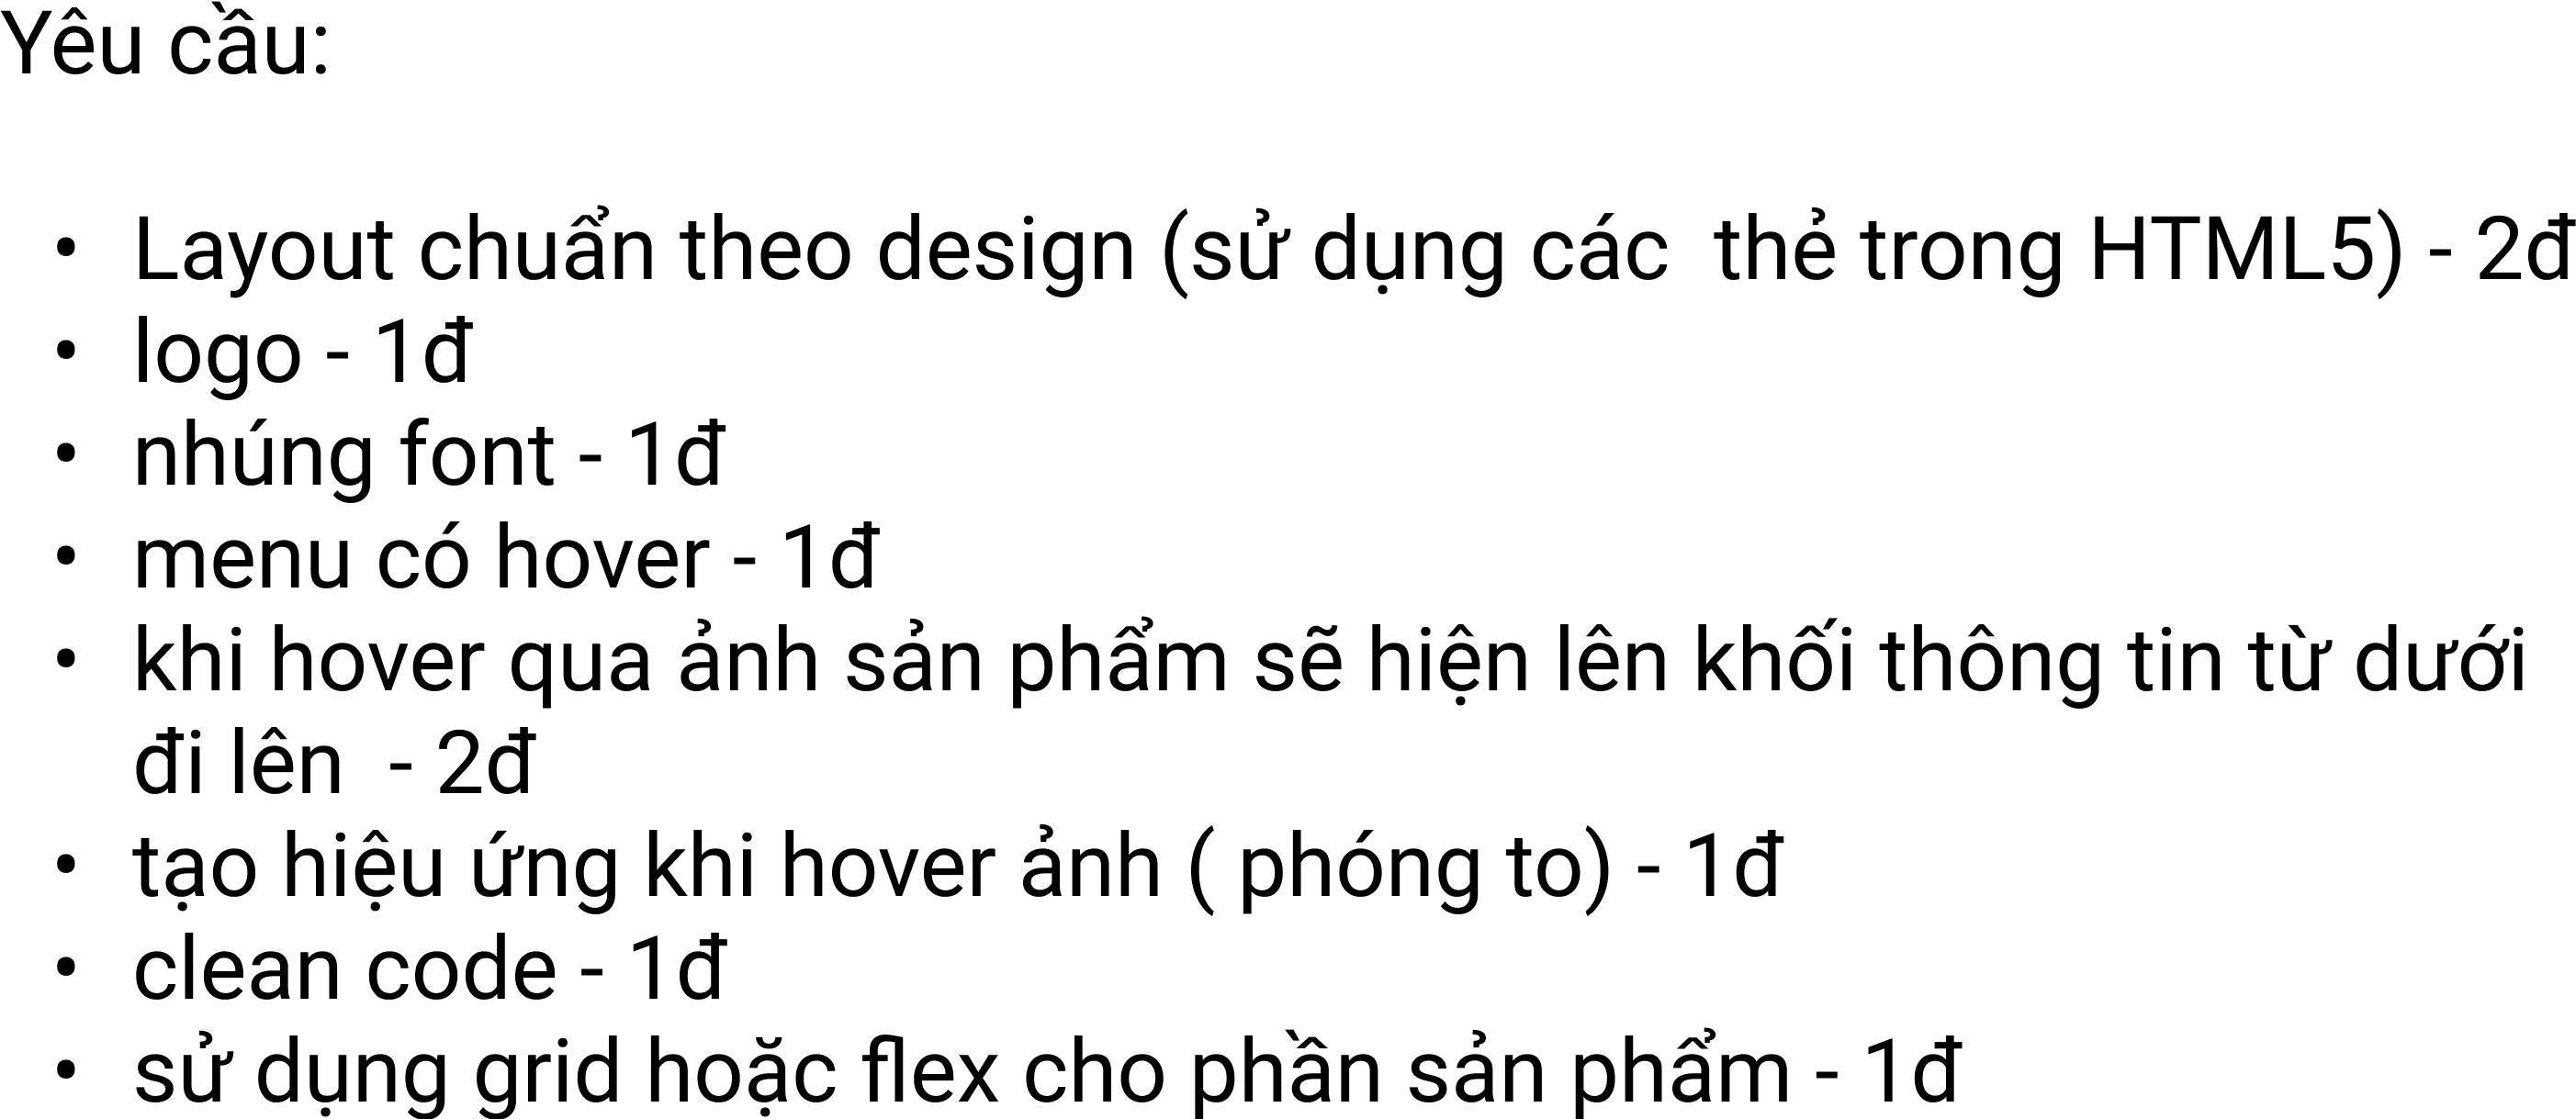 Yêu cầu:
• Layout chuẩn theo design (sử dụng các  thẻ trong HTML5) - 2đ
• logo - 1đ
• nhúng font - 1đ
• menu có hover - 1đ
• khi hover qua ảnh sản phẩm sẽ hiện lên khối thông tin từ dưới
đi lên  - 2đ
• tạo hiệu ứng khi hover ảnh ( phóng to) - 1đ
• clean code - 1đ
• sử dụng grid hoặc flex cho phần sản phẩm - 1đ